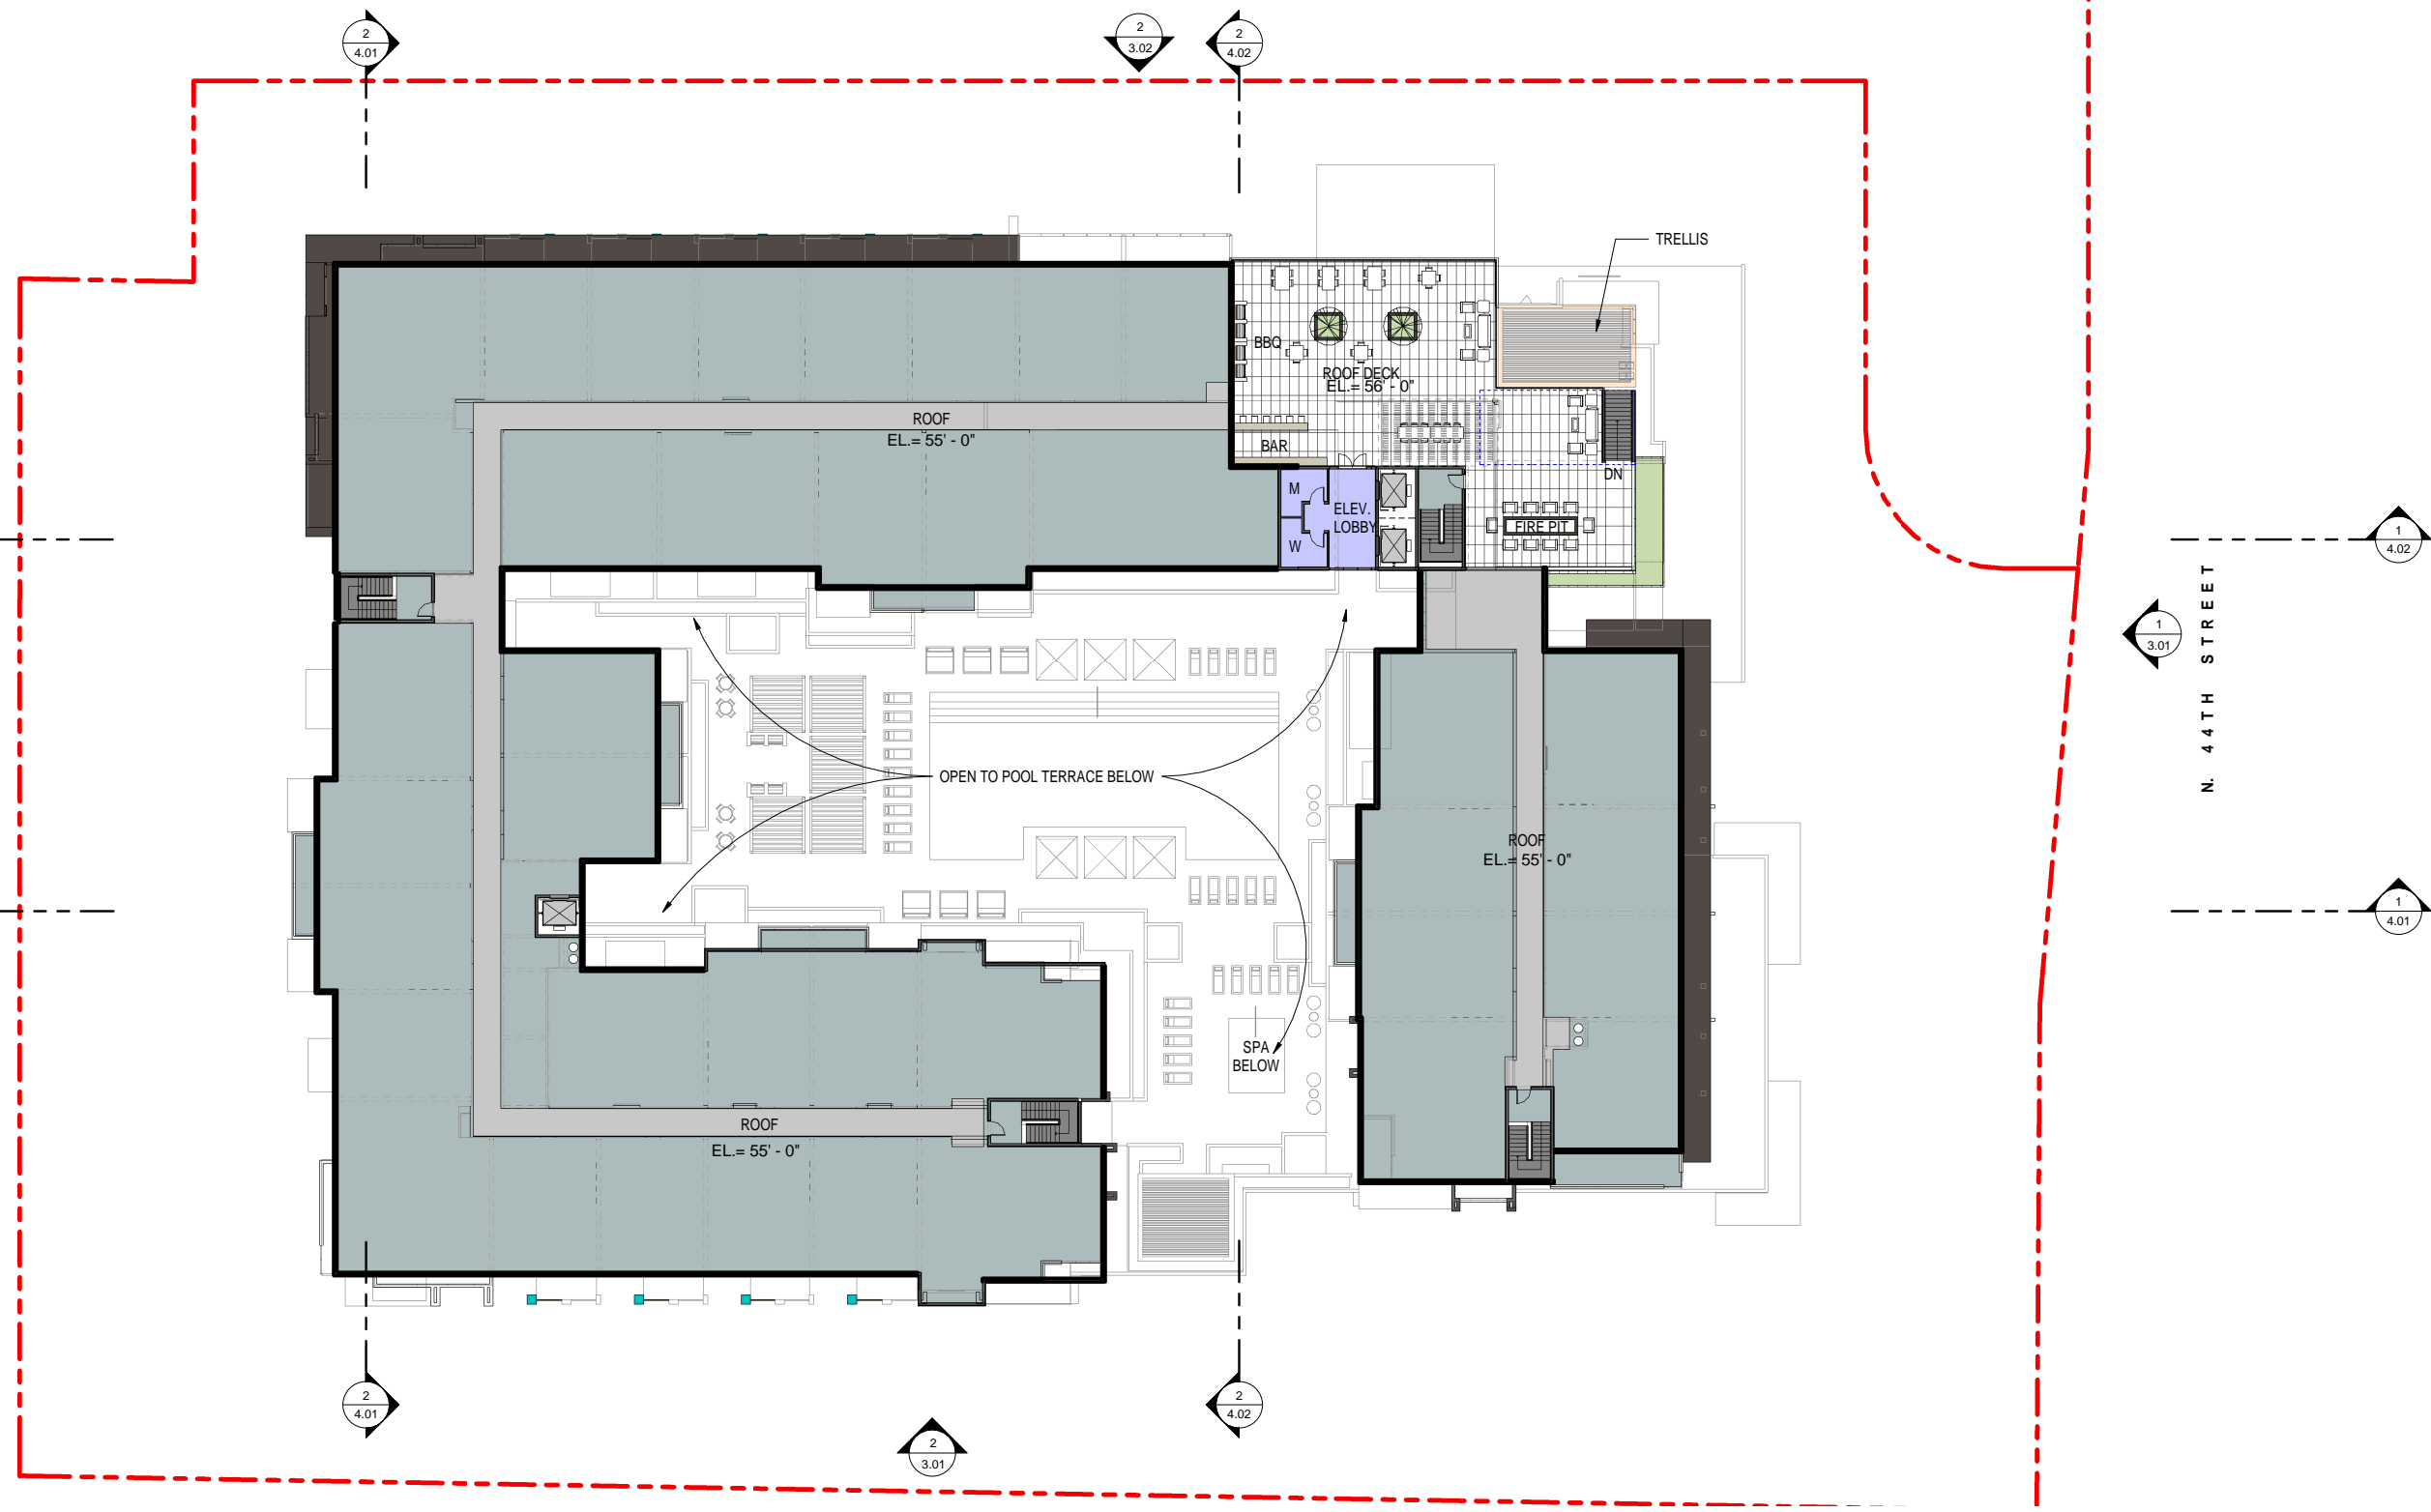 2
4.01
2
3.02
2
4.02
TRELLIS
BBQ
ROOF DECK
EL.= 56' - 0"
ROOF
EL.= 55' - 0"
BAR
DN
M
ELEV.
LOBBY
W
FIRE PIT
1
4.02
N. 44TH STREET
1
3.01
OPEN TO POOL TERRACE BELOW
ROOF
EL.= 55' - 0"
1
4.01
SPA
BELOW
ROOF
EL.= 55' - 0"
2
4.01
2
4.02
2
3.01